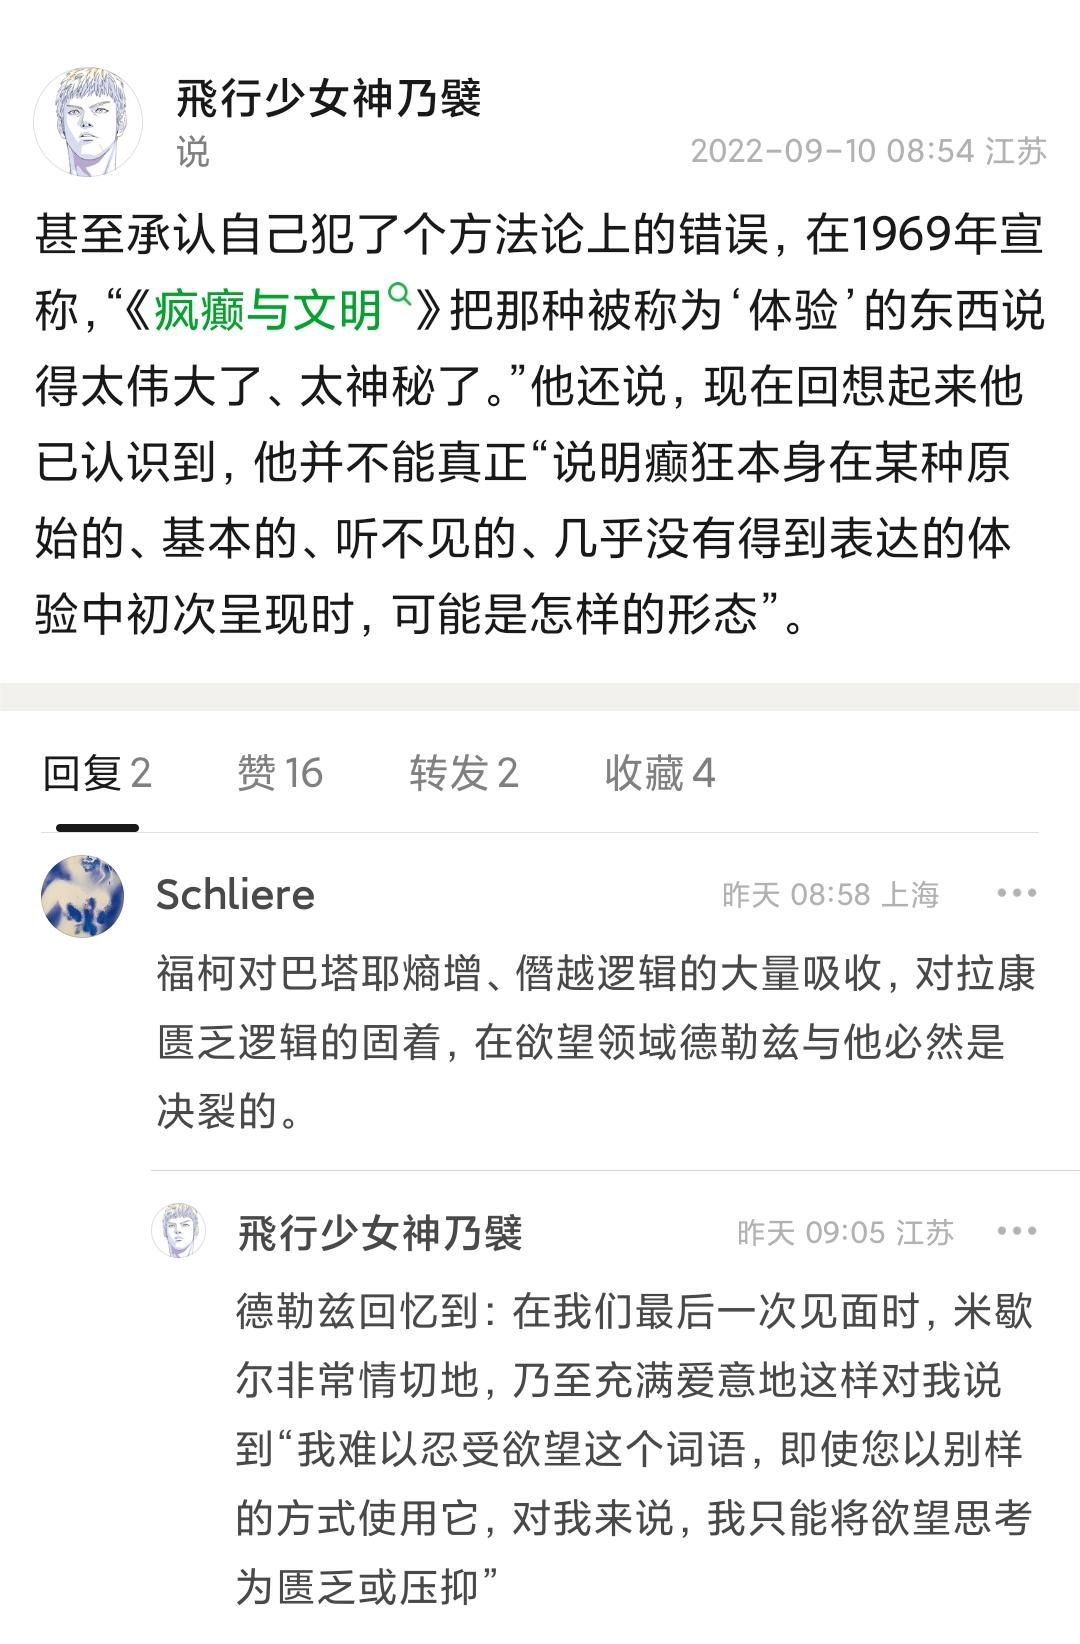 飛行少女神乃襞
说
2022-09-10 08:54 江苏
甚至承认自己犯了个方法论上的错误，在1969年宣
称，“《疯癫与文明》把那种被称为‘体验’的东西说
得太伟大了、太神秘了。”他还说，现在回想起来他
已认识到，他并不能真正“说明癫狂本身在某种原
始的、基本的、听不见的、几乎没有得到表达的体
验中初次呈现时，可能是怎样的形态”。
回复 2 赞 16 转发 2 收藏 4
Schliere 昨天 08:58 上海
福柯对巴塔耶熵增、僭越逻辑的大量吸收，对拉康
匮乏逻辑的固着，在欲望领域德勒兹与他必然是
决裂的。
飛行少女神乃襞 昨天 09:05 江苏
德勒兹回忆到：在我们最后一次见面时，米歇
尔非常情切地，乃至充满爱意地这样对我说
到“我难以忍受欲望这个词语，即使您以别样
的方式使用它，对我来说，我只能将欲望思考
为匮乏或压抑”